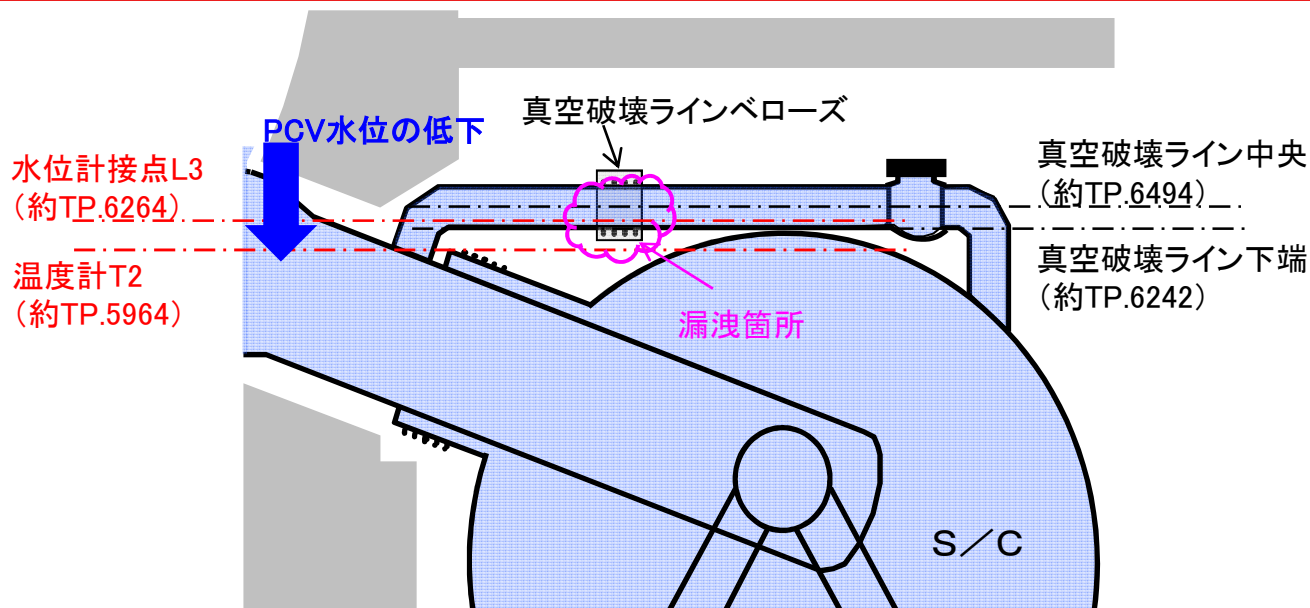 真空破壊ラインベローズ
PCV水位の低下
水位計接点L3
（約TP.6264）
真空破壊ライン中央
（約TP.6494）
温度計T2
（約TP.5964）
真空破壊ライン下端
（約TP.6242）
漏洩箇所
S／C